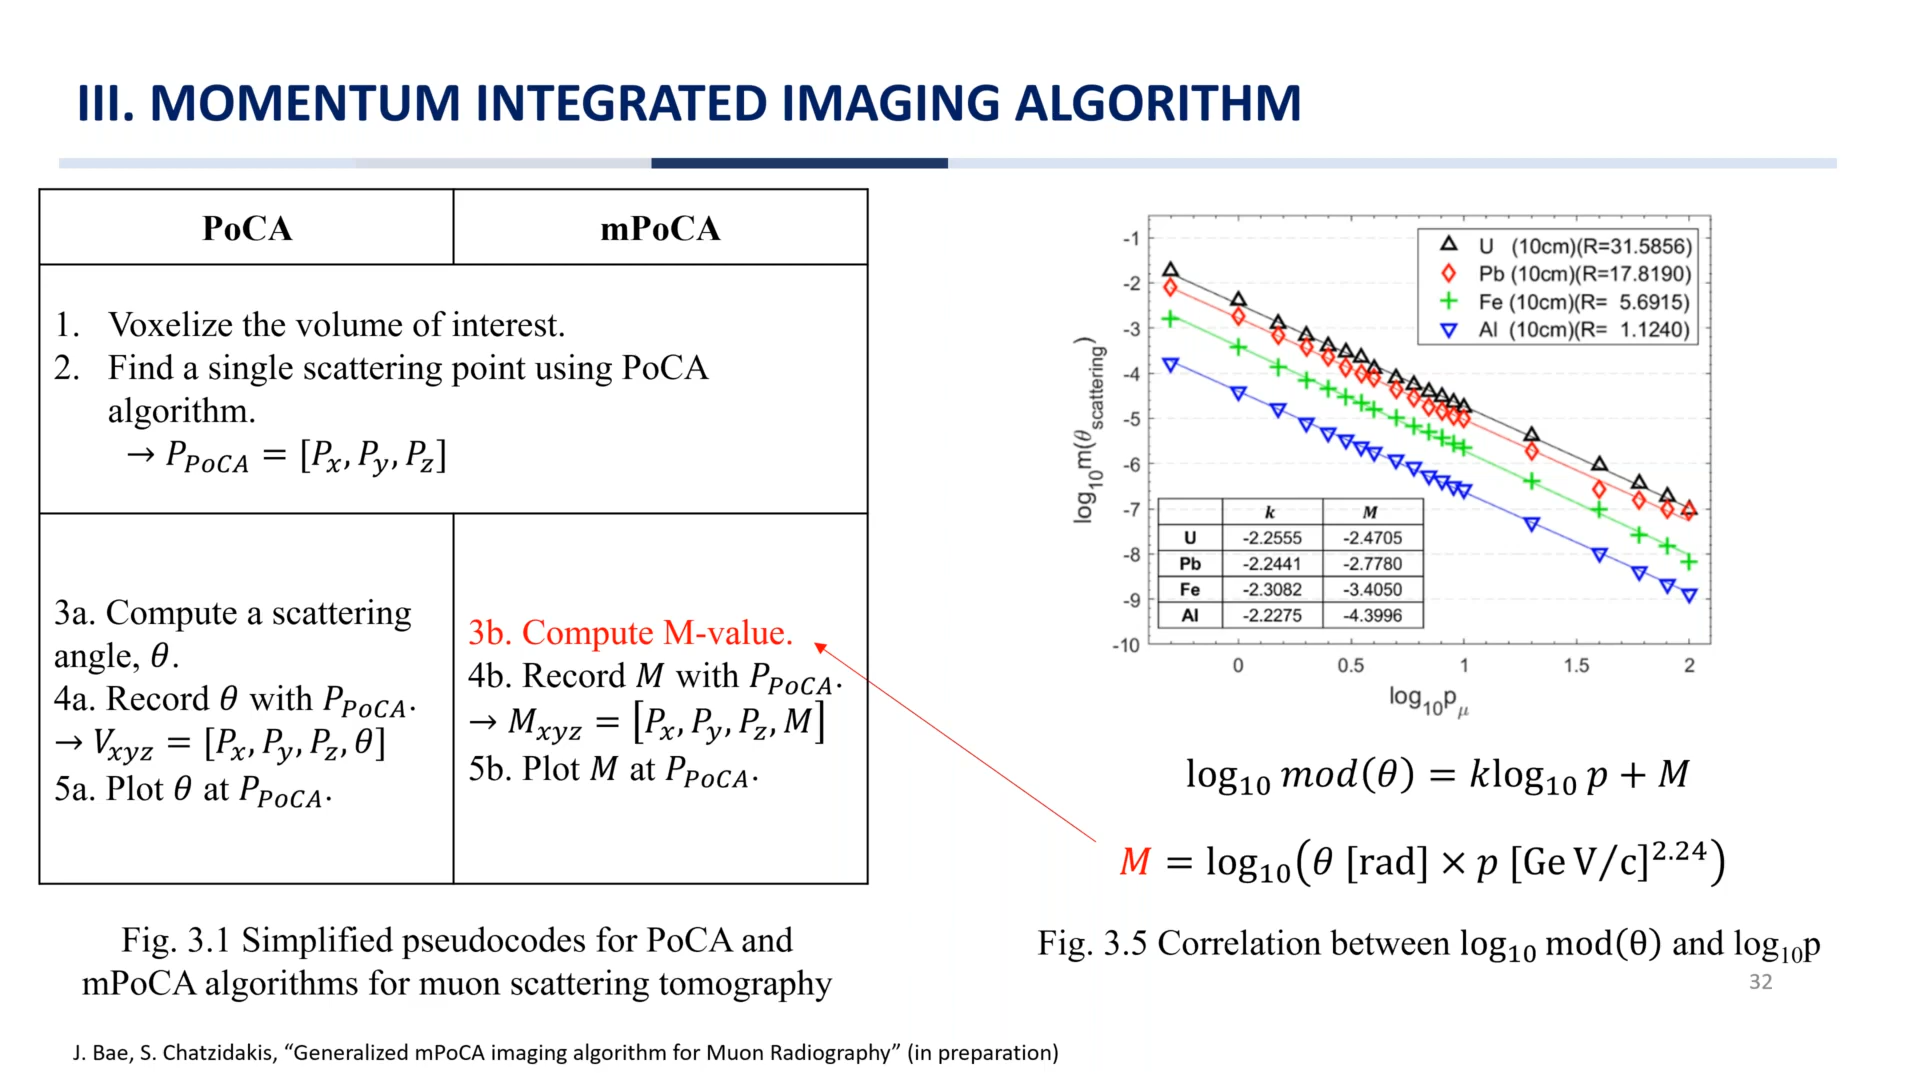 III. MOMENTUM INTEGRATED IMAGING ALGORITHM
PoCA
mPoCA
1. Voxelize the volume of interest.
2. Find a single scattering point using PoCA
algorithm.
→ P_PoCA = [P_x, P_y, P_z]
3a. Compute a scattering
angle, θ.
4a. Record θ with P_PoCA.
→ V_xyz = [P_x, P_y, P_z, θ]
5a. Plot θ at P_PoCA.
3b. Compute M-value.
4b. Record M with P_PoCA.
→ M_xyz = [P_x, P_y, P_z, M]
5b. Plot M at P_PoCA.
Fig. 3.1 Simplified pseudocodes for PoCA and
mPoCA algorithms for muon scattering tomography
U (10cm)(R=31.5856)
Pb (10cm)(R=17.8190)
Fe (10cm)(R= 5.6915)
Al (10cm)(R= 1.1240)
log₁₀m(θ_scattering)
-1
-2
-3
-4
-5
-6
-7
-8
-9
-10
k M
U -2.2555 -2.4705
Pb -2.2441 -2.7780
Fe -2.3082 -3.4050
Al -2.2275 -4.3996
0 0.5 1 1.5 2
log₁₀p_μ
log₁₀ mod(θ) = klog₁₀ p + M
M = log₁₀(θ [rad] × p [GeV/c]^2.24)
Fig. 3.5 Correlation between log₁₀ mod(θ) and log₁₀p
32
J. Bae, S. Chatzidakis, “Generalized mPoCA imaging algorithm for Muon Radiography” (in preparation)